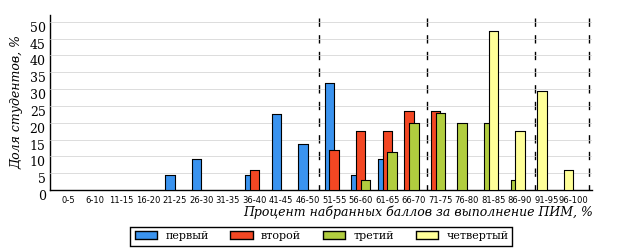 Доля студентов, %
50
45
40
35
30
25
20
15
10
5
0
0-5 6-10 11-15 16-20 21-25 26-30 31-35 36-40 41-45 46-50 51-55 56-60 61-65 66-70 71-75 76-80 81-85 86-90 91-95 96-100
Процент набранных баллов за выполнение ПИМ, %
первый второй третий четвертый